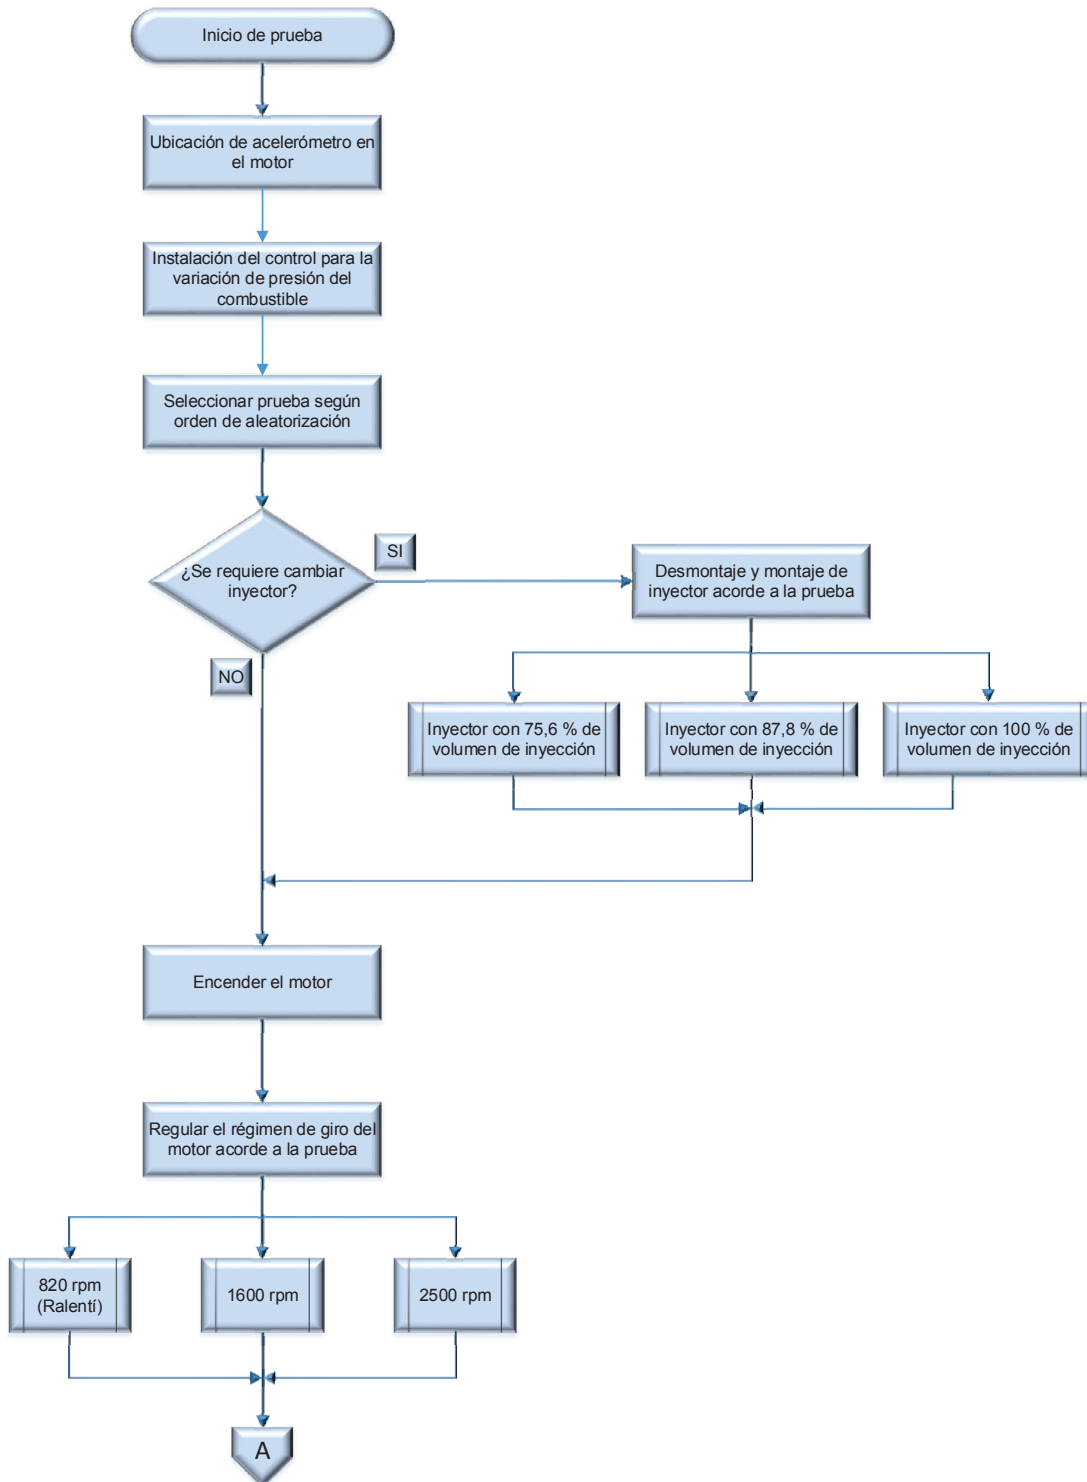 Inicio de prueba
Ubicación de acelerómetro en
el motor
Instalación del control para la
variación de presión del
combustible
Seleccionar prueba según
orden de aleatorización
¿Se requiere cambiar
inyector?
SI
Desmontaje y montaje de
inyector acorde a la prueba
NO
Inyector con 75,6 % de
volumen de inyección
Inyector con 87,8 % de
volumen de inyección
Inyector con 100 % de
volumen de inyección
Encender el motor
Regular el régimen de giro del
motor acorde a la prueba
820 rpm
(Ralentí)
1600 rpm
2500 rpm
A